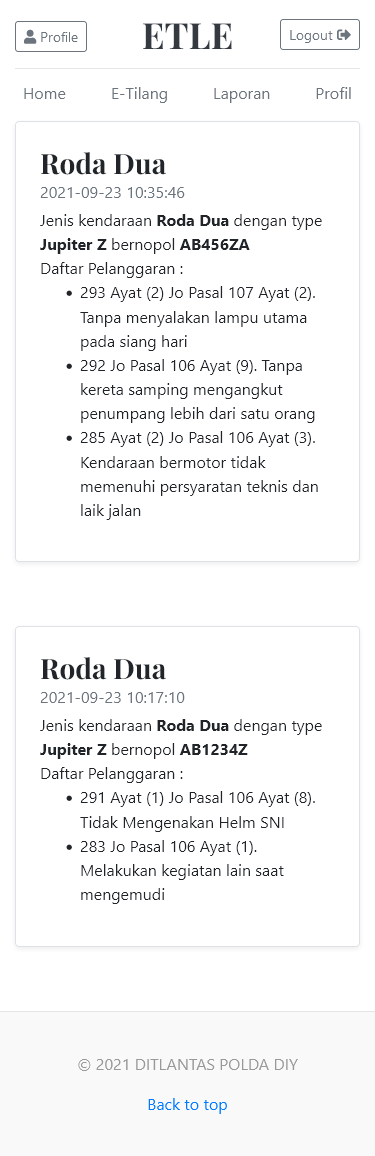 Profile
ETLE
Logout
Home E-Tilang Laporan Profil
Roda Dua
2021-09-23 10:35:46
Jenis kendaraan Roda Dua dengan type
Jupiter Z bernopol AB456ZA
Daftar Pelanggaran :
• 293 Ayat (2) Jo Pasal 107 Ayat (2).
Tanpa menyalakan lampu utama
pada siang hari
• 292 Jo Pasal 106 Ayat (9). Tanpa
kereta samping mengangkut
penumpang lebih dari satu orang
• 285 Ayat (2) Jo Pasal 106 Ayat (3).
Kendaraan bermotor tidak
memenuhi persyaratan teknis dan
laik jalan
Roda Dua
2021-09-23 10:17:10
Jenis kendaraan Roda Dua dengan type
Jupiter Z bernopol AB1234Z
Daftar Pelanggaran :
• 291 Ayat (1) Jo Pasal 106 Ayat (8).
Tidak Mengenakan Helm SNI
• 283 Jo Pasal 106 Ayat (1).
Melakukan kegiatan lain saat
mengemudi
© 2021 DITLANTAS POLDA DIY
Back to top